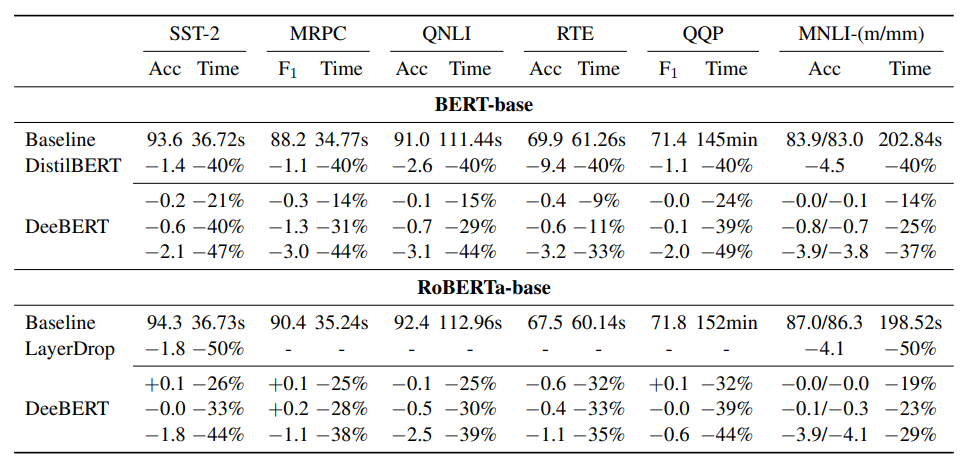 SST-2 MRPC QNLI RTE QQP MNLI-(m/mm)
Acc Time F1 Time Acc Time Acc Time F1 Time Acc Time
BERT-base
Baseline 93.6 36.72s 88.2 34.77s 91.0 111.44s 69.9 61.26s 71.4 145min 83.9/83.0 202.84s
DistilBERT −1.4 −40% −1.1 −40% −2.6 −40% −9.4 −40% −1.1 −40% −4.5 −40%
−0.2 −21% −0.3 −14% −0.1 −15% −0.4 −9% −0.0 −24% −0.0/−0.1 −14%
DeeBERT −0.6 −40% −1.3 −31% −0.7 −29% −0.6 −11% −0.1 −39% −0.8/−0.7 −25%
−2.1 −47% −3.0 −44% −3.1 −44% −3.2 −33% −2.0 −49% −3.9/−3.8 −37%
RoBERTa-base
Baseline 94.3 36.73s 90.4 35.24s 92.4 112.96s 67.5 60.14s 71.8 152min 87.0/86.3 198.52s
LayerDrop −1.8 −50% - - - - - - - - −4.1 −50%
+0.1 −26% +0.1 −25% −0.1 −25% −0.6 −32% +0.1 −32% −0.0/−0.0 −19%
DeeBERT −0.0 −33% +0.2 −28% −0.5 −30% −0.4 −33% −0.0 −39% −0.1/−0.3 −23%
−1.8 −44% −1.1 −38% −2.5 −39% −1.1 −35% −0.6 −44% −3.9/−4.1 −29%